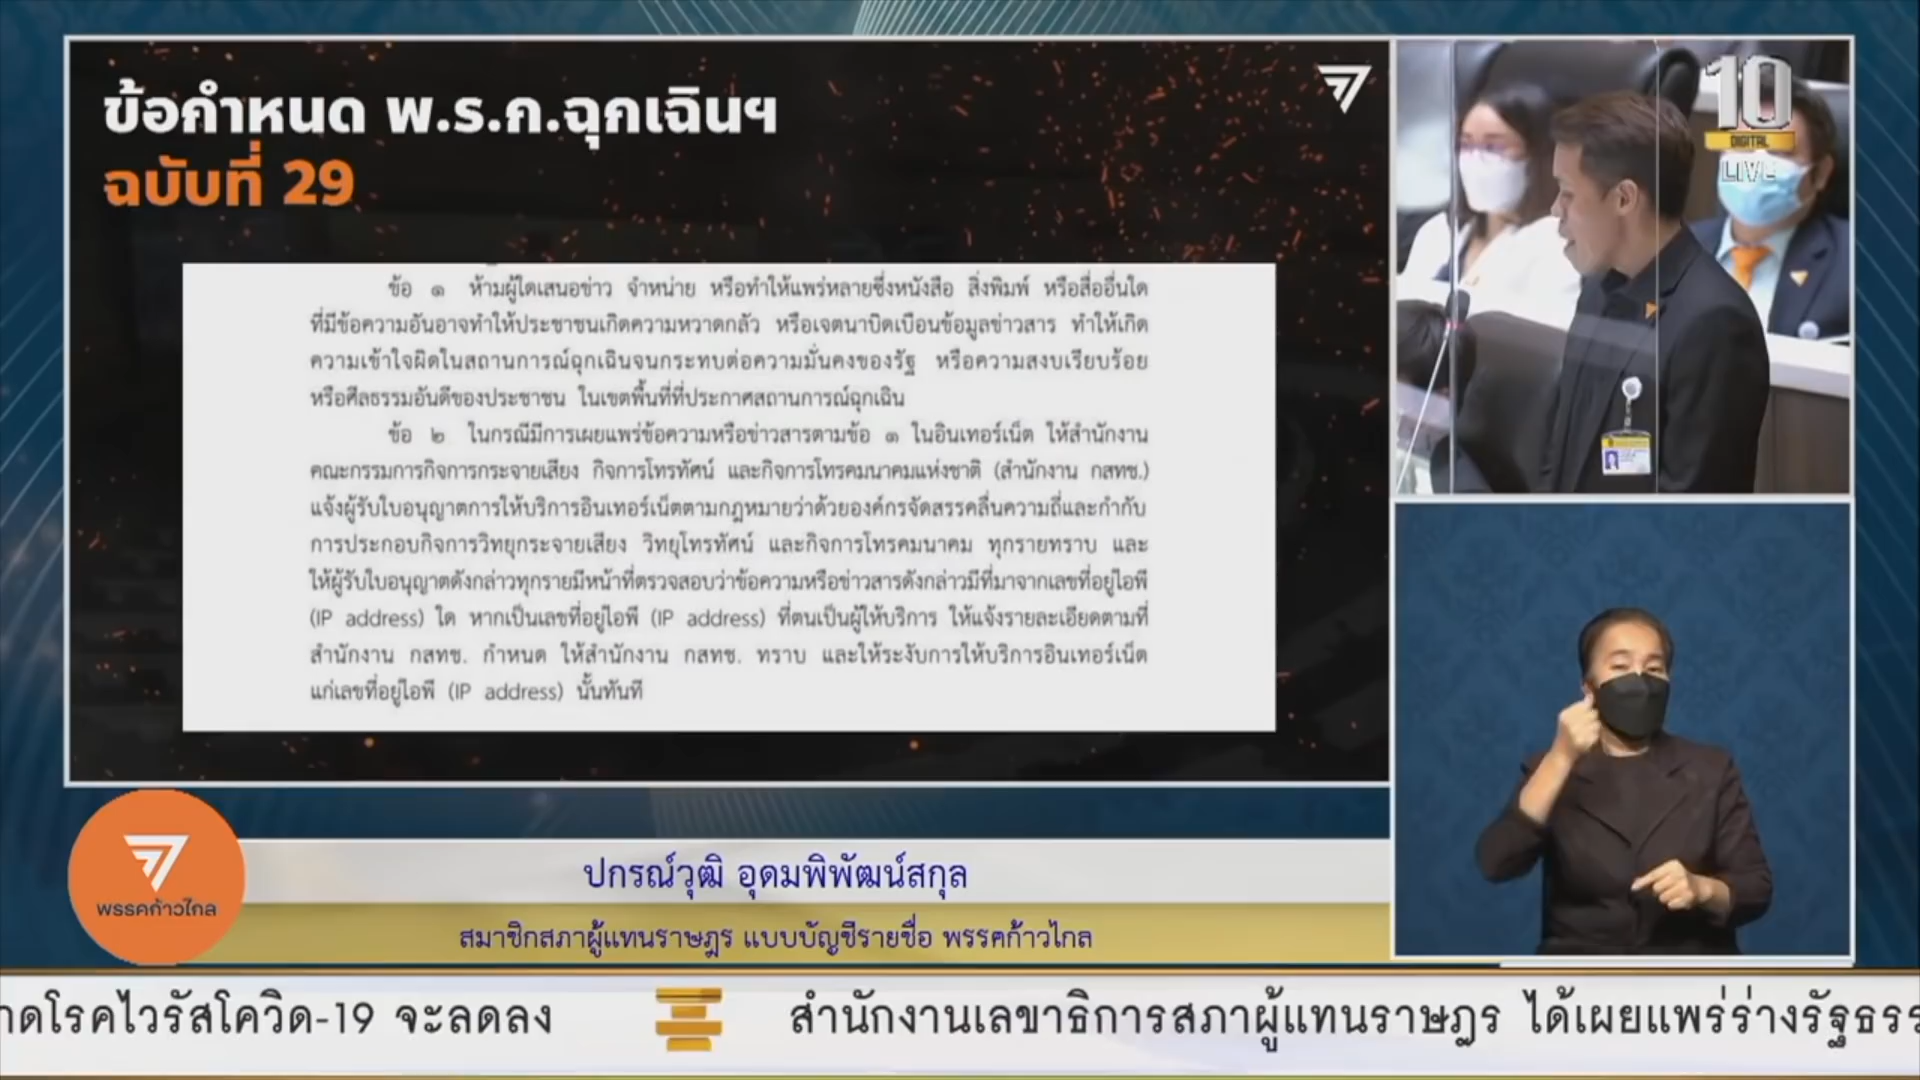 ข้อกำหนด พ.ร.ก.ฉุกเฉินฯ
ฉบับที่ 29
ข้อ ๑ ห้ามผู้ใดเสนอข่าว จำหน่าย หรือทำให้แพร่หลายซึ่งหนังสือ สิ่งพิมพ์ หรือสื่ออื่นใด
ที่มีข้อความอันอาจทำให้ประชาชนเกิดความหวาดกลัว หรือเจตนาบิดเบือนข้อมูลข่าวสาร ทำให้เกิด
ความเข้าใจผิดในสถานการณ์ฉุกเฉินจนกระทบต่อความมั่นคงของรัฐ หรือความสงบเรียบร้อย
หรือศีลธรรมอันดีของประชาชน ในเขตพื้นที่ที่ประกาศสถานการณ์ฉุกเฉิน
ข้อ ๒ ในกรณีมีการเผยแพร่ข้อความหรือข่าวสารตามข้อ ๑ ในอินเทอร์เน็ต ให้สำนักงาน
คณะกรรมการกิจการกระจายเสียง กิจการโทรทัศน์ และกิจการโทรคมนาคมแห่งชาติ (สำนักงาน กสทช.)
แจ้งผู้รับใบอนุญาตการให้บริการอินเทอร์เน็ตตามกฎหมายว่าด้วยองค์กรจัดสรรคลื่นความถี่และกำกับ
การประกอบกิจการวิทยุกระจายเสียง วิทยุโทรทัศน์ และกิจการโทรคมนาคม ทุกรายทราบ และ
ให้ผู้รับใบอนุญาตดังกล่าวทุกรายมีหน้าที่ตรวจสอบว่าข้อความหรือข่าวสารดังกล่าวมีที่มาจากเลขที่อยู่ไอพี
(IP address) ใด หากเป็นเลขที่อยู่ไอพี (IP address) ที่ตนเป็นผู้ให้บริการ ให้แจ้งรายละเอียดตามที่
สำนักงาน กสทช. กำหนด ให้สำนักงาน กสทช. ทราบ และให้ระงับการให้บริการอินเทอร์เน็ต
แก่เลขที่อยู่ไอพี (IP address) นั้นทันที
10
DIGITAL
LIVE
พรรคก้าวไกล
ปกรณ์วุฒิ อุดมพิพัฒน์สกุล
สมาชิกสภาผู้แทนราษฎร แบบบัญชีรายชื่อ พรรคก้าวไกล
าดโรคไวรัสโควิด-19 จะลดลง สำนักงานเลขาธิการสภาผู้แทนราษฎร ได้เผยแพร่ร่างรัฐธรร